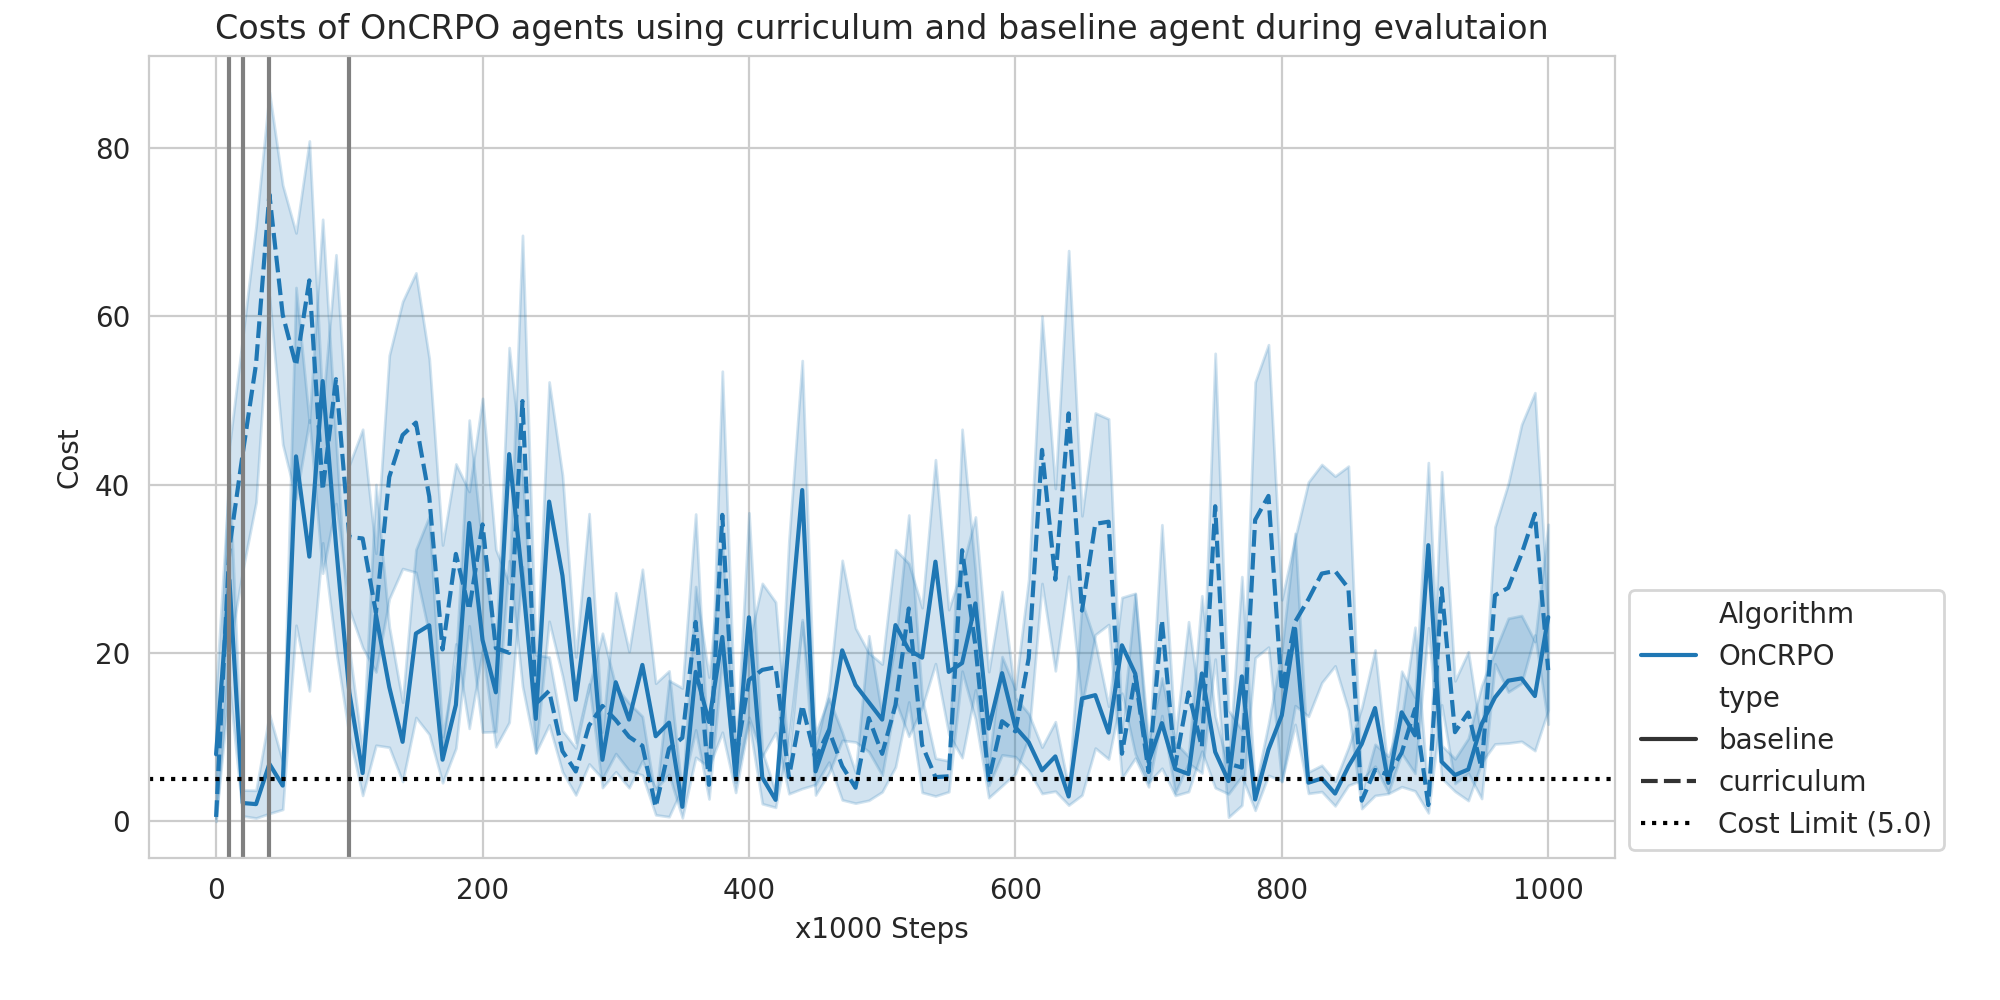 Costs of OnCRPO agents using curriculum and baseline agent during evalutaion
Cost
80
60
40
20
0
0 200 400 600 800 1000
x1000 Steps
Algorithm
OnCRPO
type
baseline
curriculum
Cost Limit (5.0)